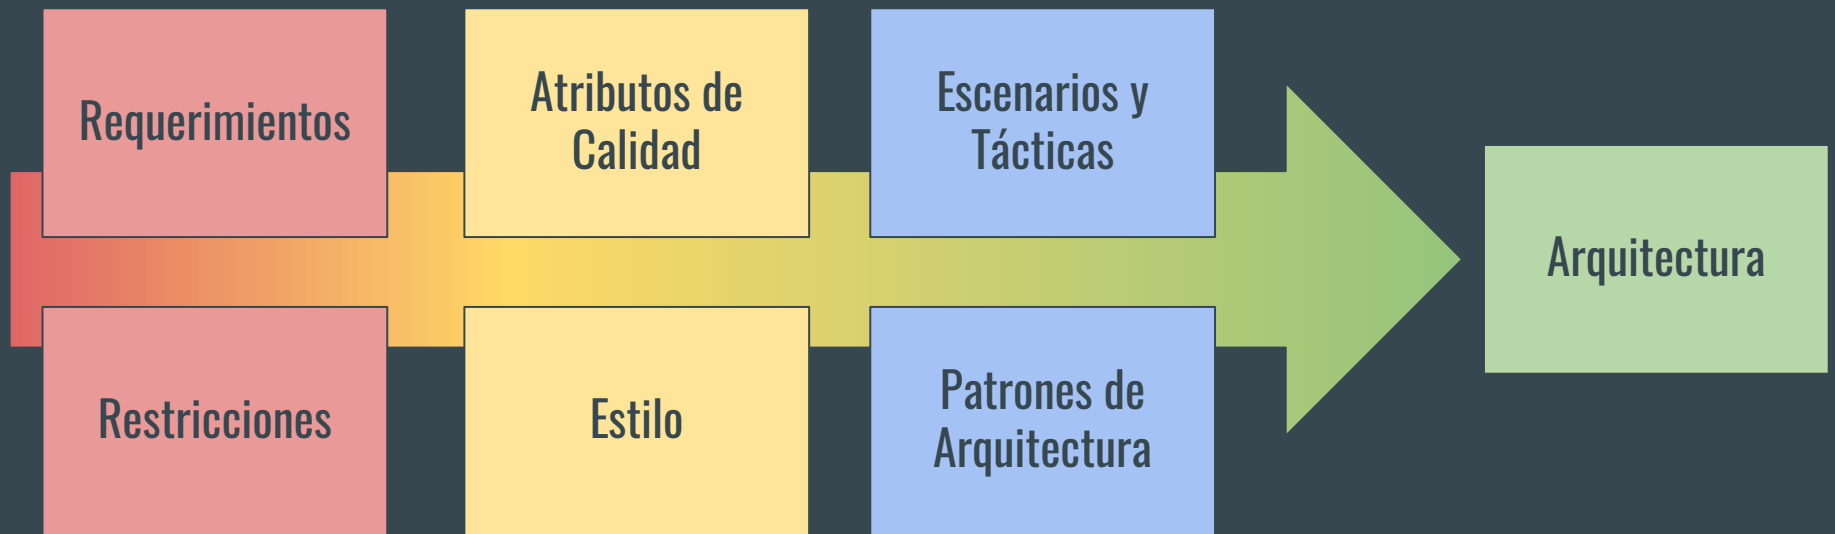 Requerimientos
Restricciones
Atributos de
Calidad
Estilo
Escenarios y
Tácticas
Patrones de
Arquitectura
Arquitectura